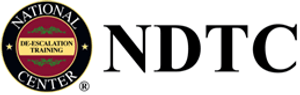 NATIONAL
DE-ESCALATION
TRAINING
CENTER
®
NDTC